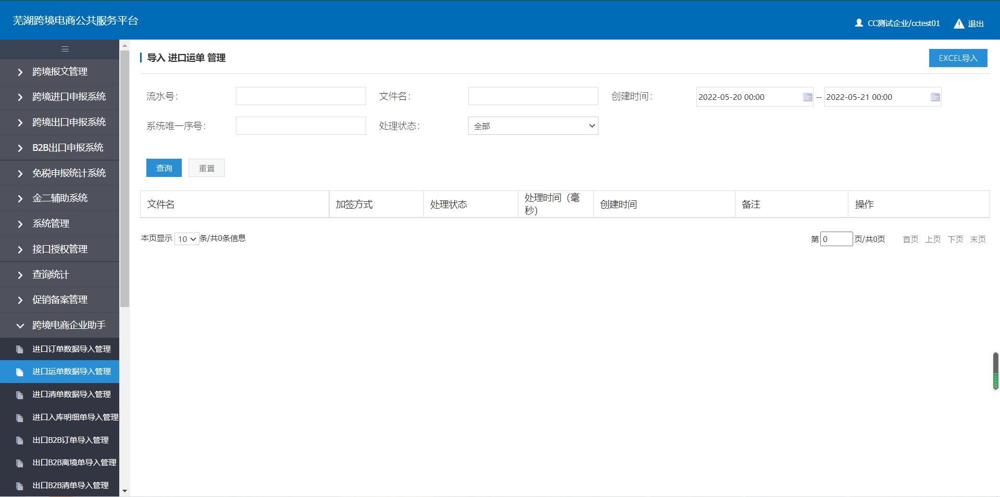 芜湖跨境电商公共服务平台
CC测试企业/cctest01
退出
跨境报文管理
跨境进口申报系统
跨境出口申报系统
B2B出口申报系统
免税申报统计系统
金二辅助系统
系统管理
接口授权管理
查询统计
促销备案管理
跨境电商企业助手
进口订单数据导入管理
进口运单数据导入管理
进口清单数据导入管理
进口入库明细单导入管理
出口B2B订单导入管理
出口B2B离境单导入管理
出口B2B清单导入管理
导入 进口运单 管理
EXCEL导入
流水号：
文件名：
创建时间：
2022-05-20 00:00
--
2022-05-21 00:00
系统唯一序号：
处理状态：
全部
查询
重置
文件名
加签方式
处理状态
处理时间（毫
秒）
创建时间
备注
操作
本页显示 10 条/共0条信息
第 0 页/共0页
首页
上页
下页
末页